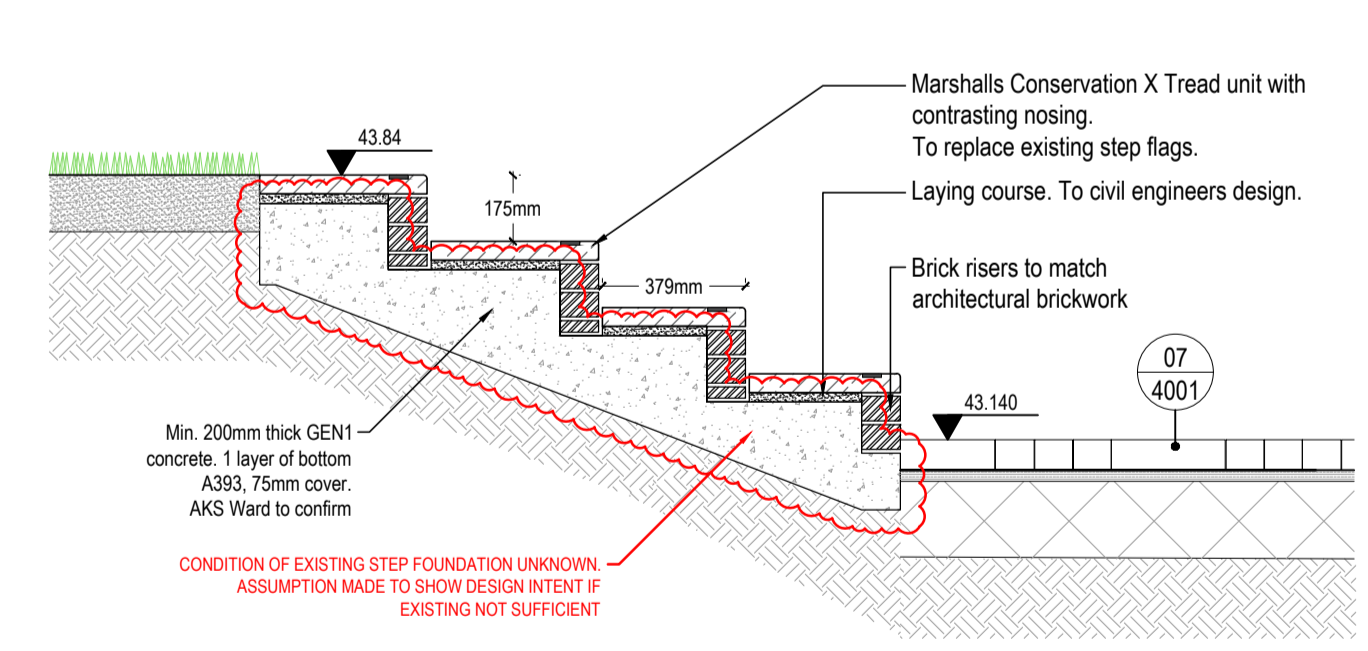 Marshalls Conservation X Tread unit with
contrasting nosing.
To replace existing step flags.
43.84
175mm
Laying course. To civil engineers design.
Brick risers to match
architectural brickwork
379mm
07
4001
43.140
Min. 200mm thick GEN1
concrete. 1 layer of bottom
A393, 75mm cover.
AKS Ward to confirm
CONDITION OF EXISTING STEP FOUNDATION UNKNOWN.
ASSUMPTION MADE TO SHOW DESIGN INTENT IF
EXISTING NOT SUFFICIENT